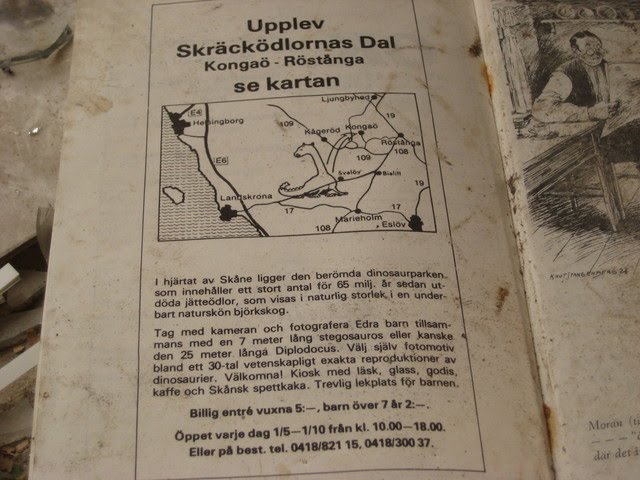 Upplev
Skräcködlornas Dal
Kongaö - Röstånga
se kartan
Ljungbyhed
E4
19
Helsingborg
109
Kågeröd
Kongaö
Röstånga
E6
109
108
Svalöv
Bialitt
19
Landskrona
17
Marieholm
17
108
Eslöv
I hjärtat av Skåne ligger den berömda dinosaurparken.
som innehåller ett stort antal för 65 milj. år sedan ut-
döda jätteödlor, som visas i naturlig storlek i en under-
bart naturskön björkskog.
Tag med kameran och fotografera Edra barn tillsam-
mans med en 7 meter lång stegosauros eller kanske
den 25 meter långa Diplodocus. Välj själv fotomotiv
bland ett 30-tal vetenskapligt exakta reproduktioner av
dinosaurier. Välkomna! Kiosk med läsk, glass, godis,
kaffe och Skånsk spettkaka. Trevlig lekplats för barnen.
Billig entré vuxna 5:—, barn över 7 år 2:—.
Öppet varje dag 1/5—1/10 från kl. 10.00—18.00.
Eller på best. tel. 0418/821 15, 0418/300 37.
Moran (ti
där det i